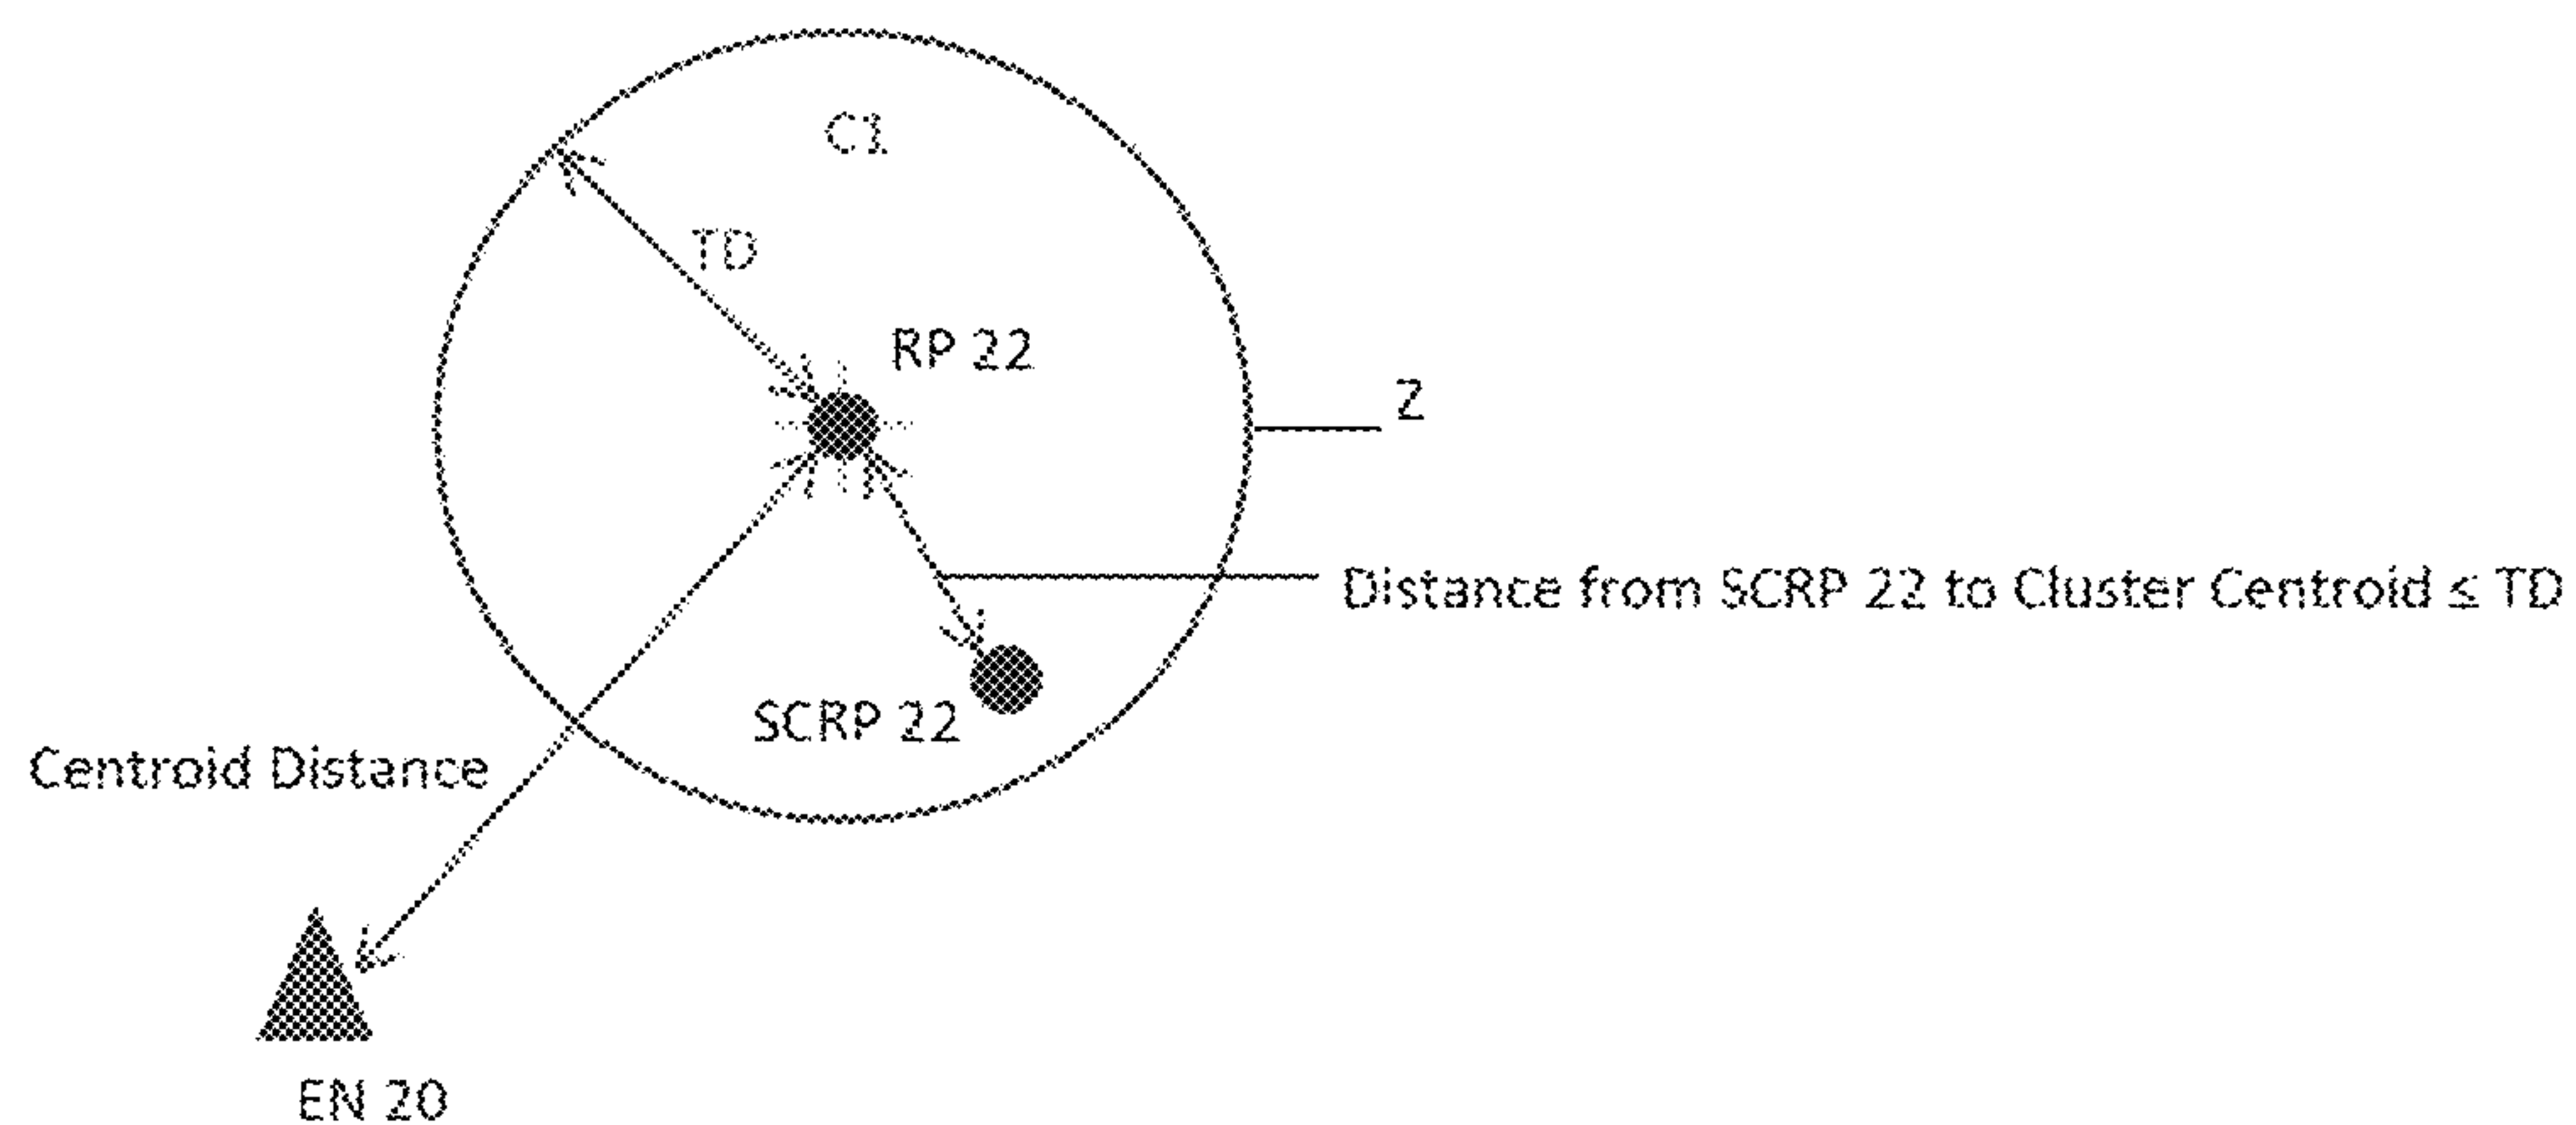 C1
TD
RP 22
Z
Distance from SCRP 22 to Cluster Centroid ≤ TD
SCRP 22
Centroid Distance
EN 20